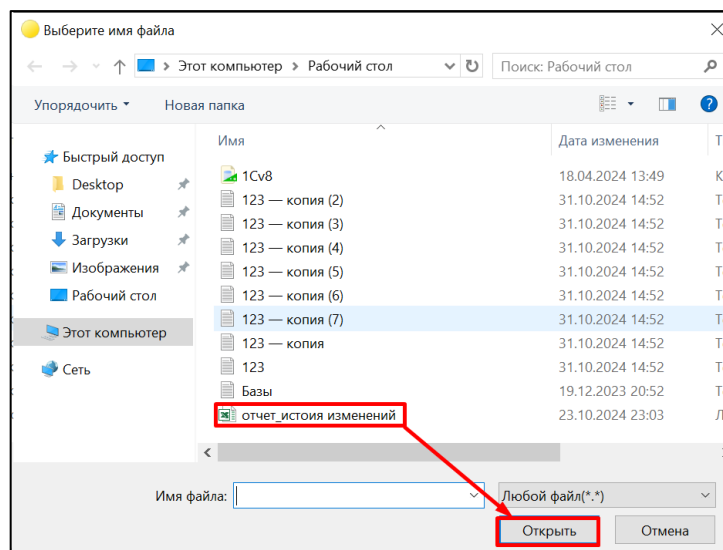 Выберите имя файла
Этот компьютер > Рабочий стол
Поиск: Рабочий стол
Упорядочить
Новая папка
Имя
Дата изменения
Т
Быстрый доступ
Desktop
Документы
Загрузки
Изображения
Рабочий стол
Этот компьютер
Сеть
1Cv8 18.04.2024 13:49 К
123 — копия (2) 31.10.2024 14:52 Т
123 — копия (3) 31.10.2024 14:52 Т
123 — копия (4) 31.10.2024 14:52 Т
123 — копия (5) 31.10.2024 14:52 Т
123 — копия (6) 31.10.2024 14:52 Т
123 — копия (7) 31.10.2024 14:52 Т
123 — копия 31.10.2024 14:52 Т
123 31.10.2024 14:52 Т
Базы 19.12.2023 20:52 Т
отчет_истоия изменений 23.10.2024 23:03 Л
Имя файла:
Любой файл(*.*)
Открыть
Отмена